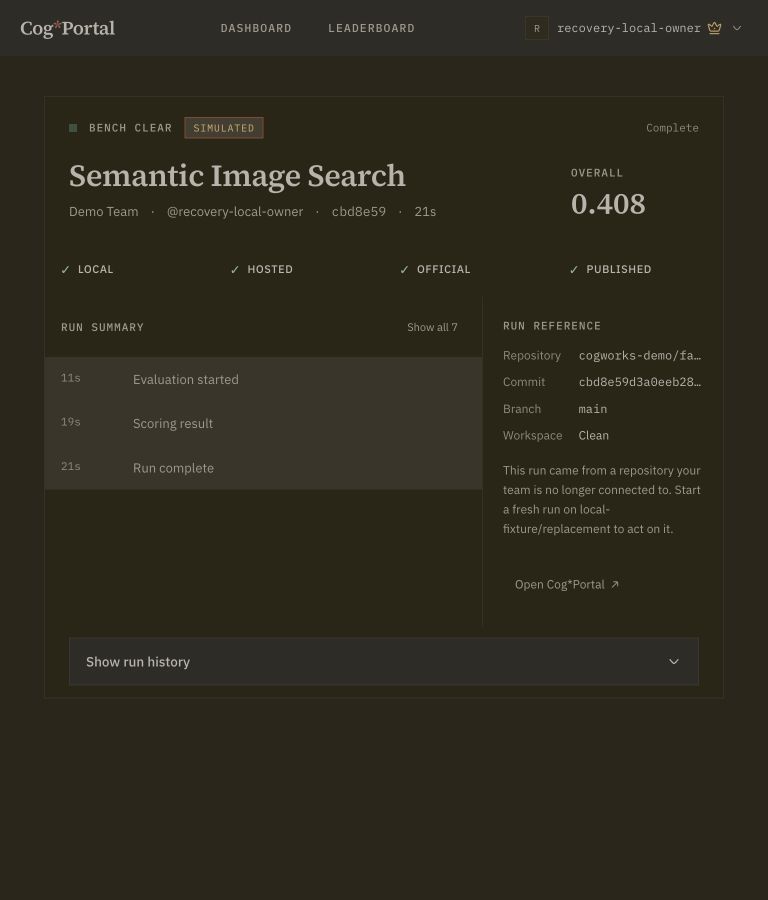 Cog*Portal
DASHBOARD
LEADERBOARD
R
recovery-local-owner
BENCH CLEAR
SIMULATED
Complete
Semantic Image Search
Demo Team · @recovery-local-owner · cbd8e59 · 21s
OVERALL
0.408
✓ LOCAL
✓ HOSTED
✓ OFFICIAL
✓ PUBLISHED
RUN SUMMARY
Show all 7
11s Evaluation started
19s Scoring result
21s Run complete
RUN REFERENCE
Repository cogworks-demo/fa…
Commit cbd8e59d3a0eeb28…
Branch main
Workspace Clean
This run came from a repository your
team is no longer connected to. Start
a fresh run on local-
fixture/replacement to act on it.
Open Cog*Portal ↗
Show run history